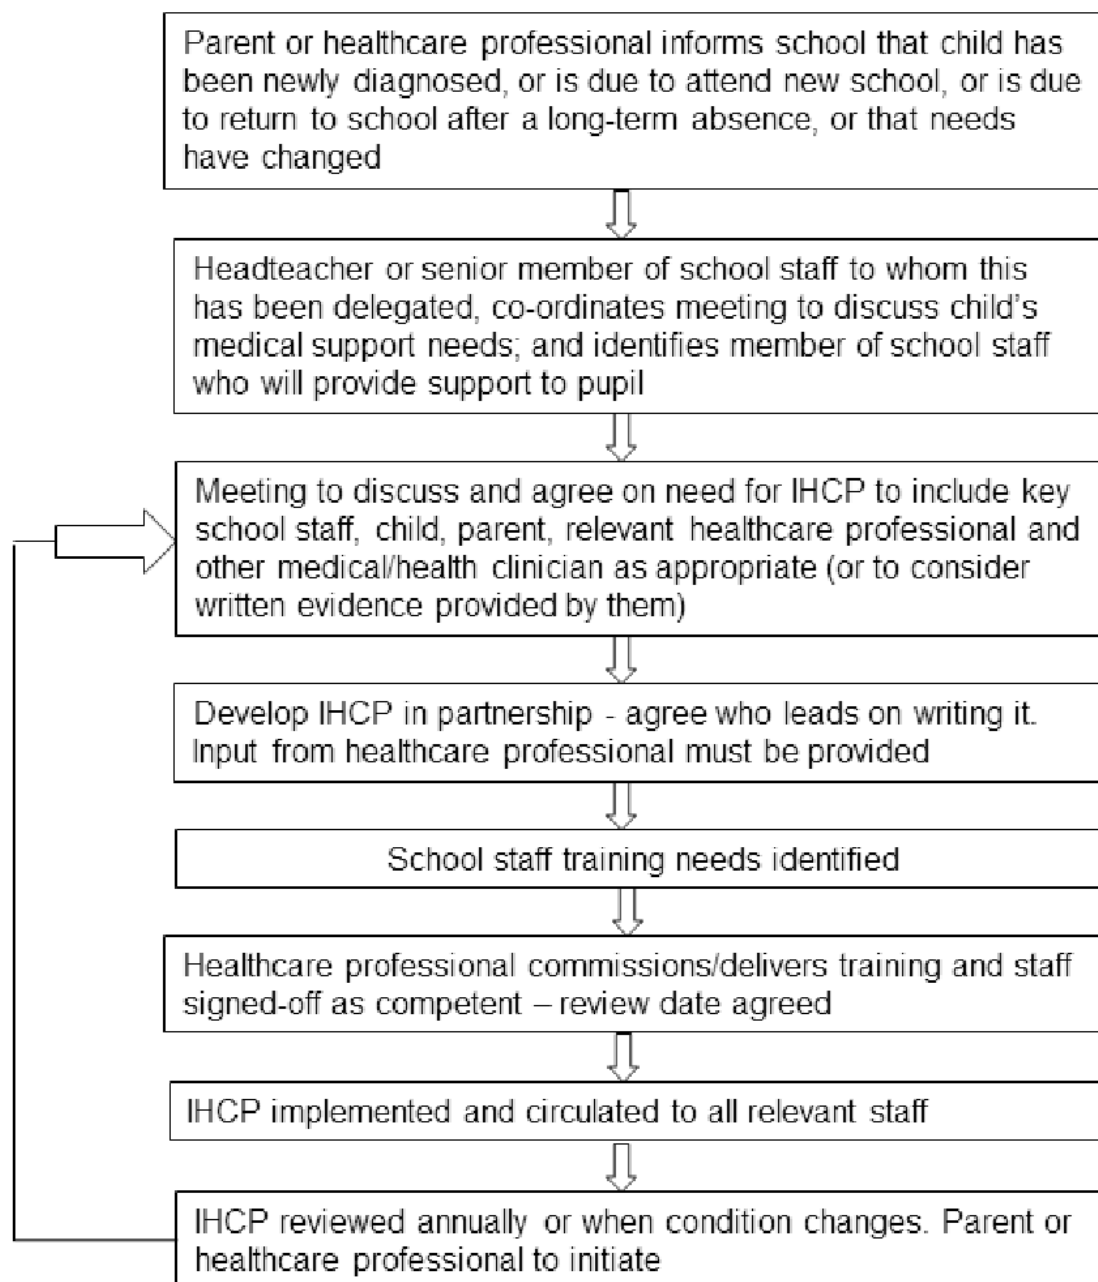 Parent or healthcare professional informs school that child has
been newly diagnosed, or is due to attend new school, or is due
to return to school after a long-term absence, or that needs
have changed
Headteacher or senior member of school staff to whom this
has been delegated, co-ordinates meeting to discuss child's
medical support needs; and identifies member of school staff
who will provide support to pupil
Meeting to discuss and agree on need for IHCP to include key
school staff, child, parent, relevant healthcare professional and
other medical/health clinician as appropriate (or to consider
written evidence provided by them)
Develop IHCP in partnership - agree who leads on writing it.
Input from healthcare professional must be provided
School staff training needs identified
Healthcare professional commissions/delivers training and staff
signed-off as competent – review date agreed
IHCP implemented and circulated to all relevant staff
IHCP reviewed annually or when condition changes. Parent or
healthcare professional to initiate